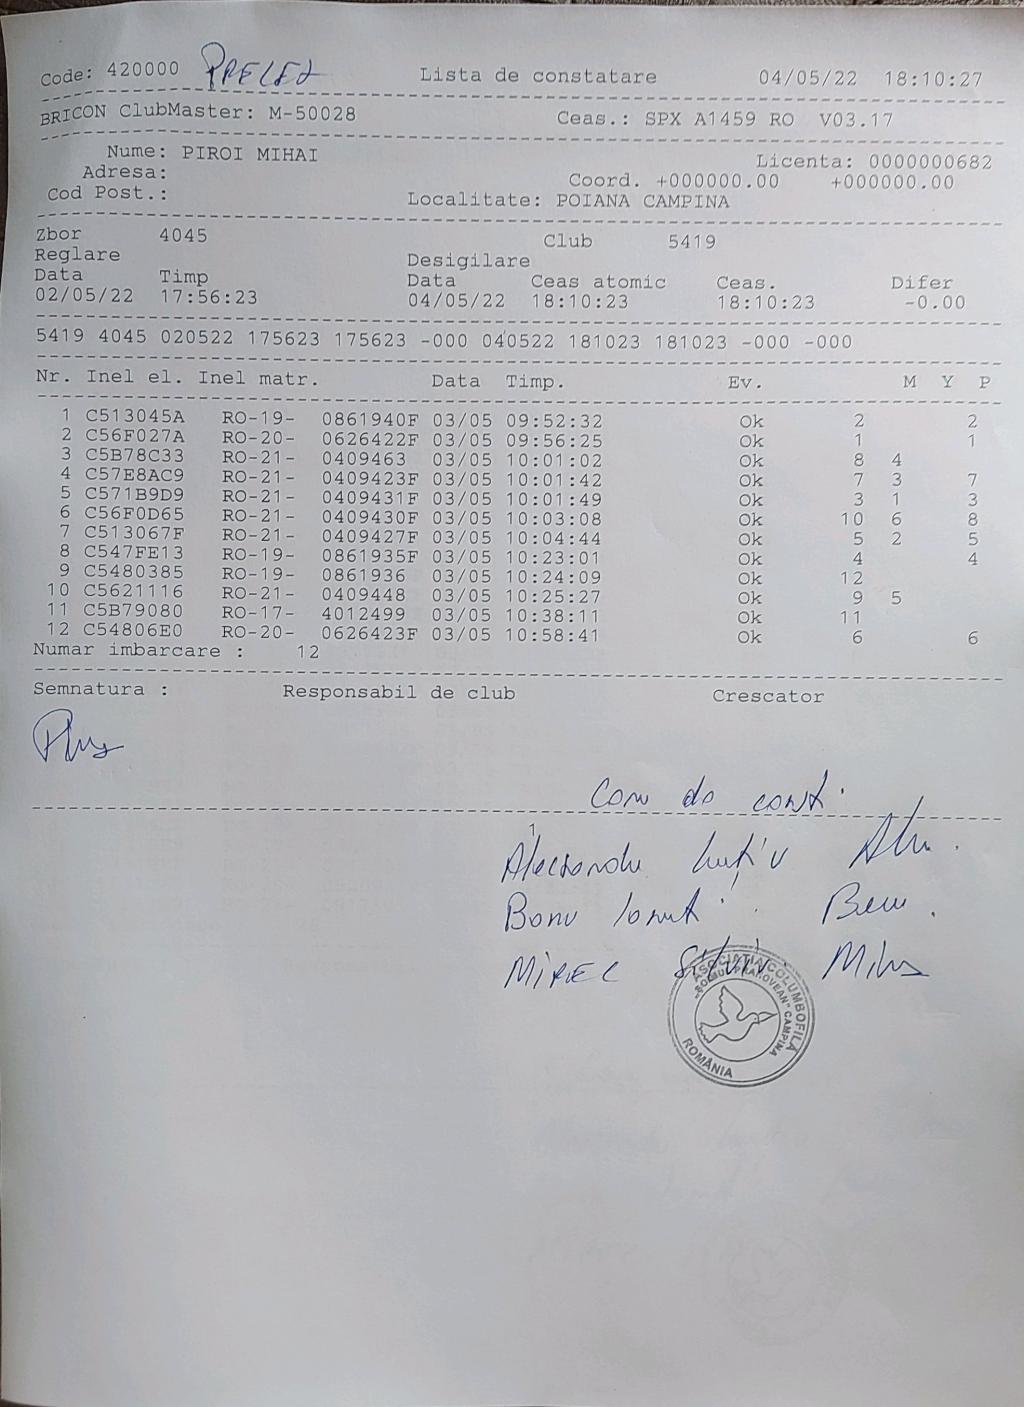 Code: 420000 PRELEJ Lista de constatare 04/05/22 18:10:27
BRICON ClubMaster: M-50028 Ceas.: SPX A1459 RO V03.17
Nume: PIROI MIHAI Licenta: 0000000682
Adresa: Coord. +000000.00 +000000.00
Cod Post.: Localitate: POIANA CAMPINA
Zbor 4045 Club 5419
Reglare Desigilare
Data Timp Data Ceas atomic Ceas. Difer
02/05/22 17:56:23 04/05/22 18:10:23 18:10:23 -0.00
5419 4045 020522 175623 175623 -000 040522 181023 181023 -000 -000
Nr. Inel el. Inel matr. Data Timp. Ev. M Y P
1 C513045A RO-19- 0861940F 03/05 09:52:32 Ok 2 2
2 C56F027A RO-20- 0626422F 03/05 09:56:25 Ok 1 1
3 C5B78C33 RO-21- 0409463 03/05 10:01:02 Ok 8 4
4 C57E8AC9 RO-21- 0409423F 03/05 10:01:42 Ok 7 3 7
5 C571B9D9 RO-21- 0409431F 03/05 10:01:49 Ok 3 1 3
6 C56F0D65 RO-21- 0409430F 03/05 10:03:08 Ok 10 6 8
7 C513067F RO-21- 0409427F 03/05 10:04:44 Ok 5 2 5
8 C547FE13 RO-19- 0861935F 03/05 10:23:01 Ok 4 4
9 C5480385 RO-19- 0861936 03/05 10:24:09 Ok 12
10 C5621116 RO-21- 0409448 03/05 10:25:27 Ok 9 5
11 C5B79080 RO-17- 4012499 03/05 10:38:11 Ok 11
12 C54806E0 RO-20- 0626423F 03/05 10:58:41 Ok 6 6
Numar imbarcare : 12
Semnatura : Responsabil de club Crescator
Com de const.
1
Ionut
MIREC Silviu
ASOCIATIA COLUMBOFILA
PRAHOVEAN" CAMPINA
ROMÂNIA